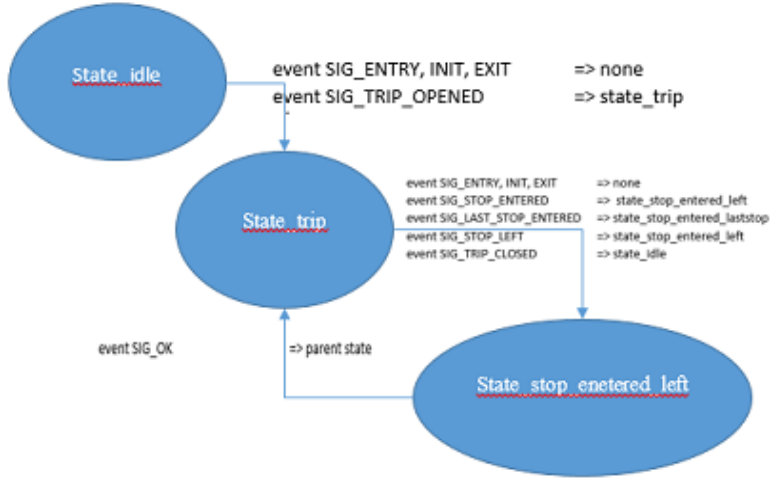 State_idle
event SIG_ENTRY, INIT, EXIT => none
event SIG_TRIP_OPENED => state_trip
State_trip
event SIG_ENTRY, INIT, EXIT => none
event SIG_STOP_ENTERED => state_stop_entered_left
event SIG_LAST_STOP_ENTERED => state_stop_entered_laststop
event SIG_STOP_LEFT => state_stop_entered_left
event SIG_TRIP_CLOSED => state_idle
event SIG_OK => parent state
State_stop_enetered_left